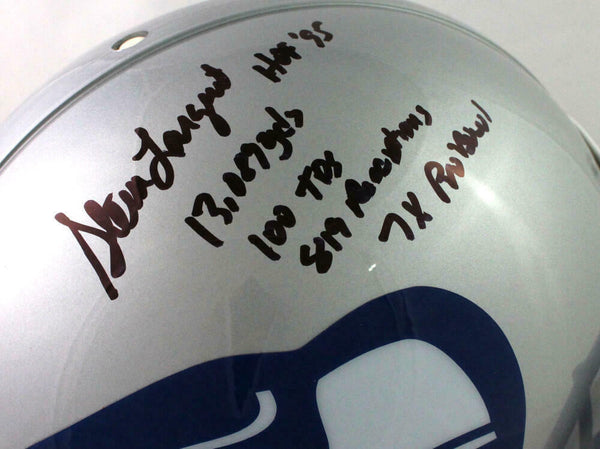 Steve Largent HOF '95
13,089 yds
100 TDs
819 Receptions
7X Pro Bowl